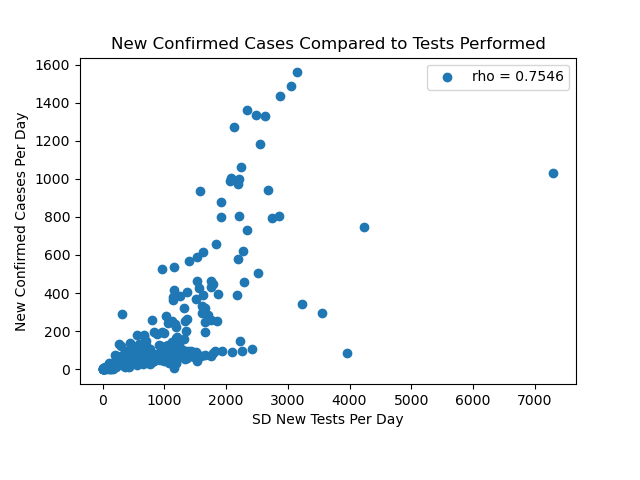 New Confirmed Cases Compared to Tests Performed
rho = 0.7546
New Confirmed Caeses Per Day
1600
1400
1200
1000
800
600
400
200
0
0 1000 2000 3000 4000 5000 6000 7000
SD New Tests Per Day